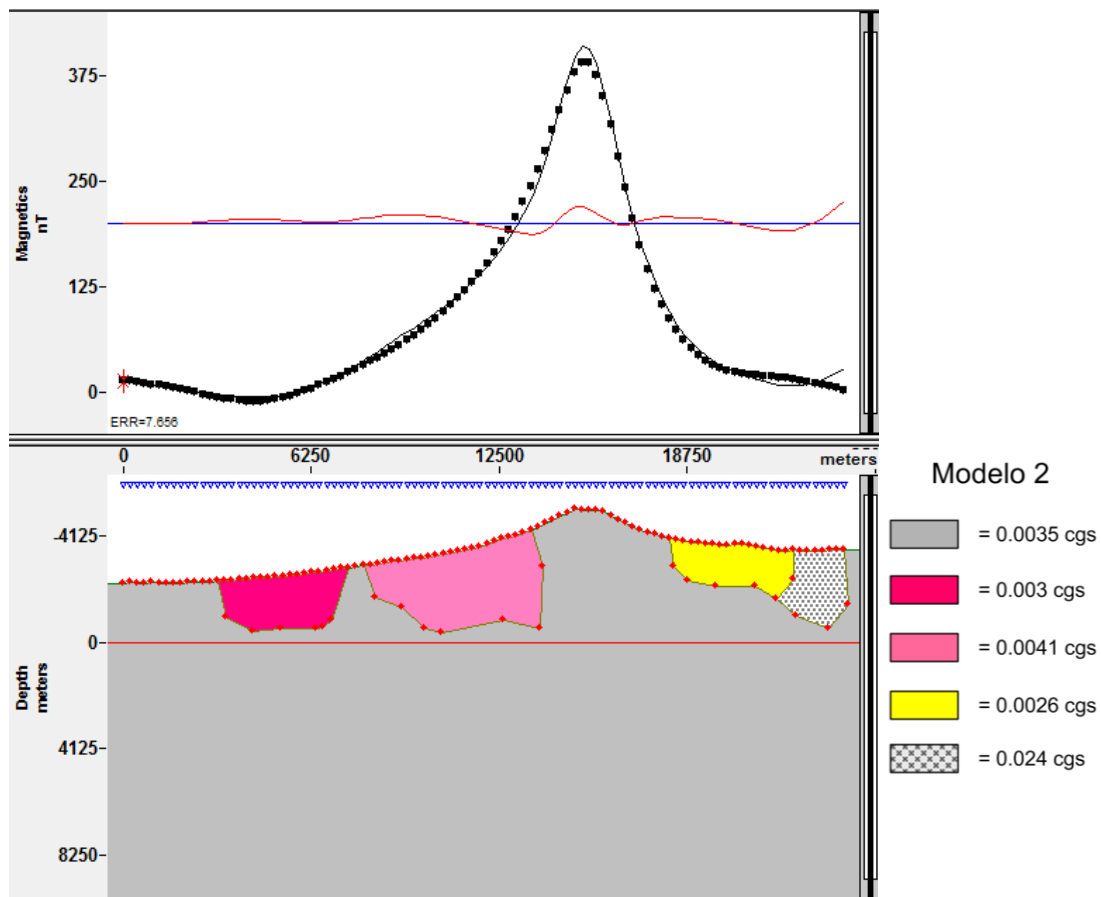 375-
250-
125-
0-
Magnetics
nT
ERR=7.656
0
6250
12500
18750
meters
-4125-
0-
4125-
8250-
Depth
meters
Modelo 2
= 0.0035 cgs
= 0.003 cgs
= 0.0041 cgs
= 0.0026 cgs
= 0.024 cgs